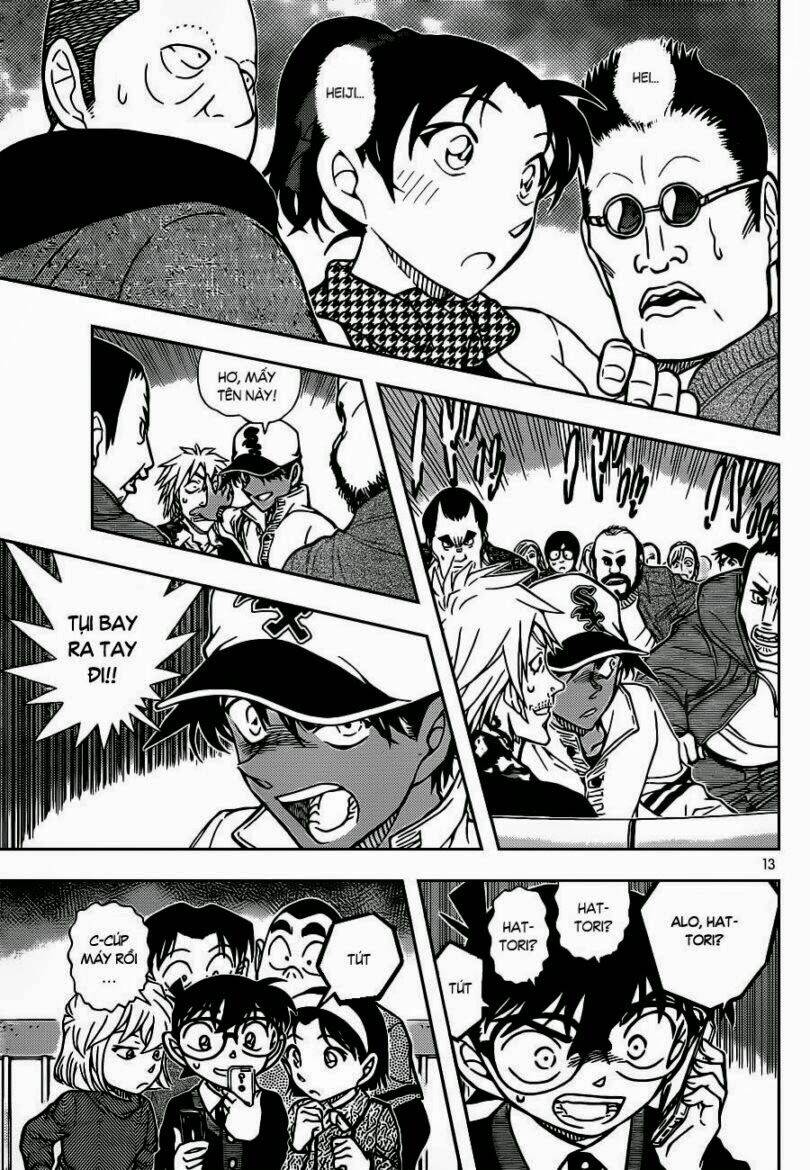 HEI...
HEIJI...
HƠ, MẤY
TÊN NÀY!
TỤI BAY
RA TAY
ĐI!!
13
ALO, HAT-
TORI?
HAT-
TORI?
HAT-
TORI?
TÚT
TÚT
C-CÚP
MÁY RỒI
...